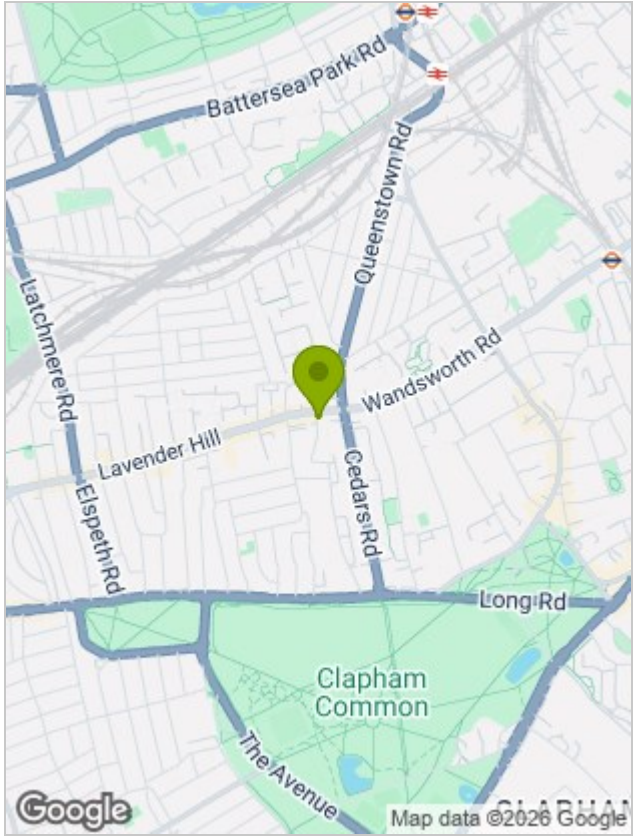 Battersea Park Rd
Queenstown Rd
Latchmere Rd
Wandsworth Rd
Lavender Hill
Cedars Rd
Elspeth Rd
Long Rd
Clapham
Common
The Avenue
CLAPHAM
Google
Map data ©2026 Google